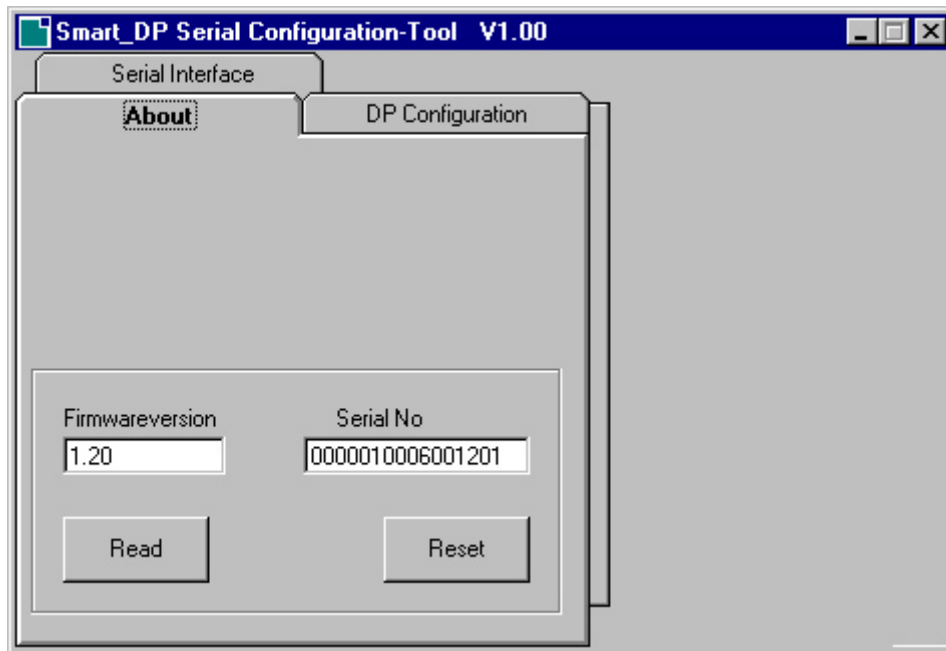 Smart_DP Serial Configuration-Tool V1.00
Serial Interface
About DP Configuration
Firmwareversion Serial No
1.20 0000010006001201
Read Reset